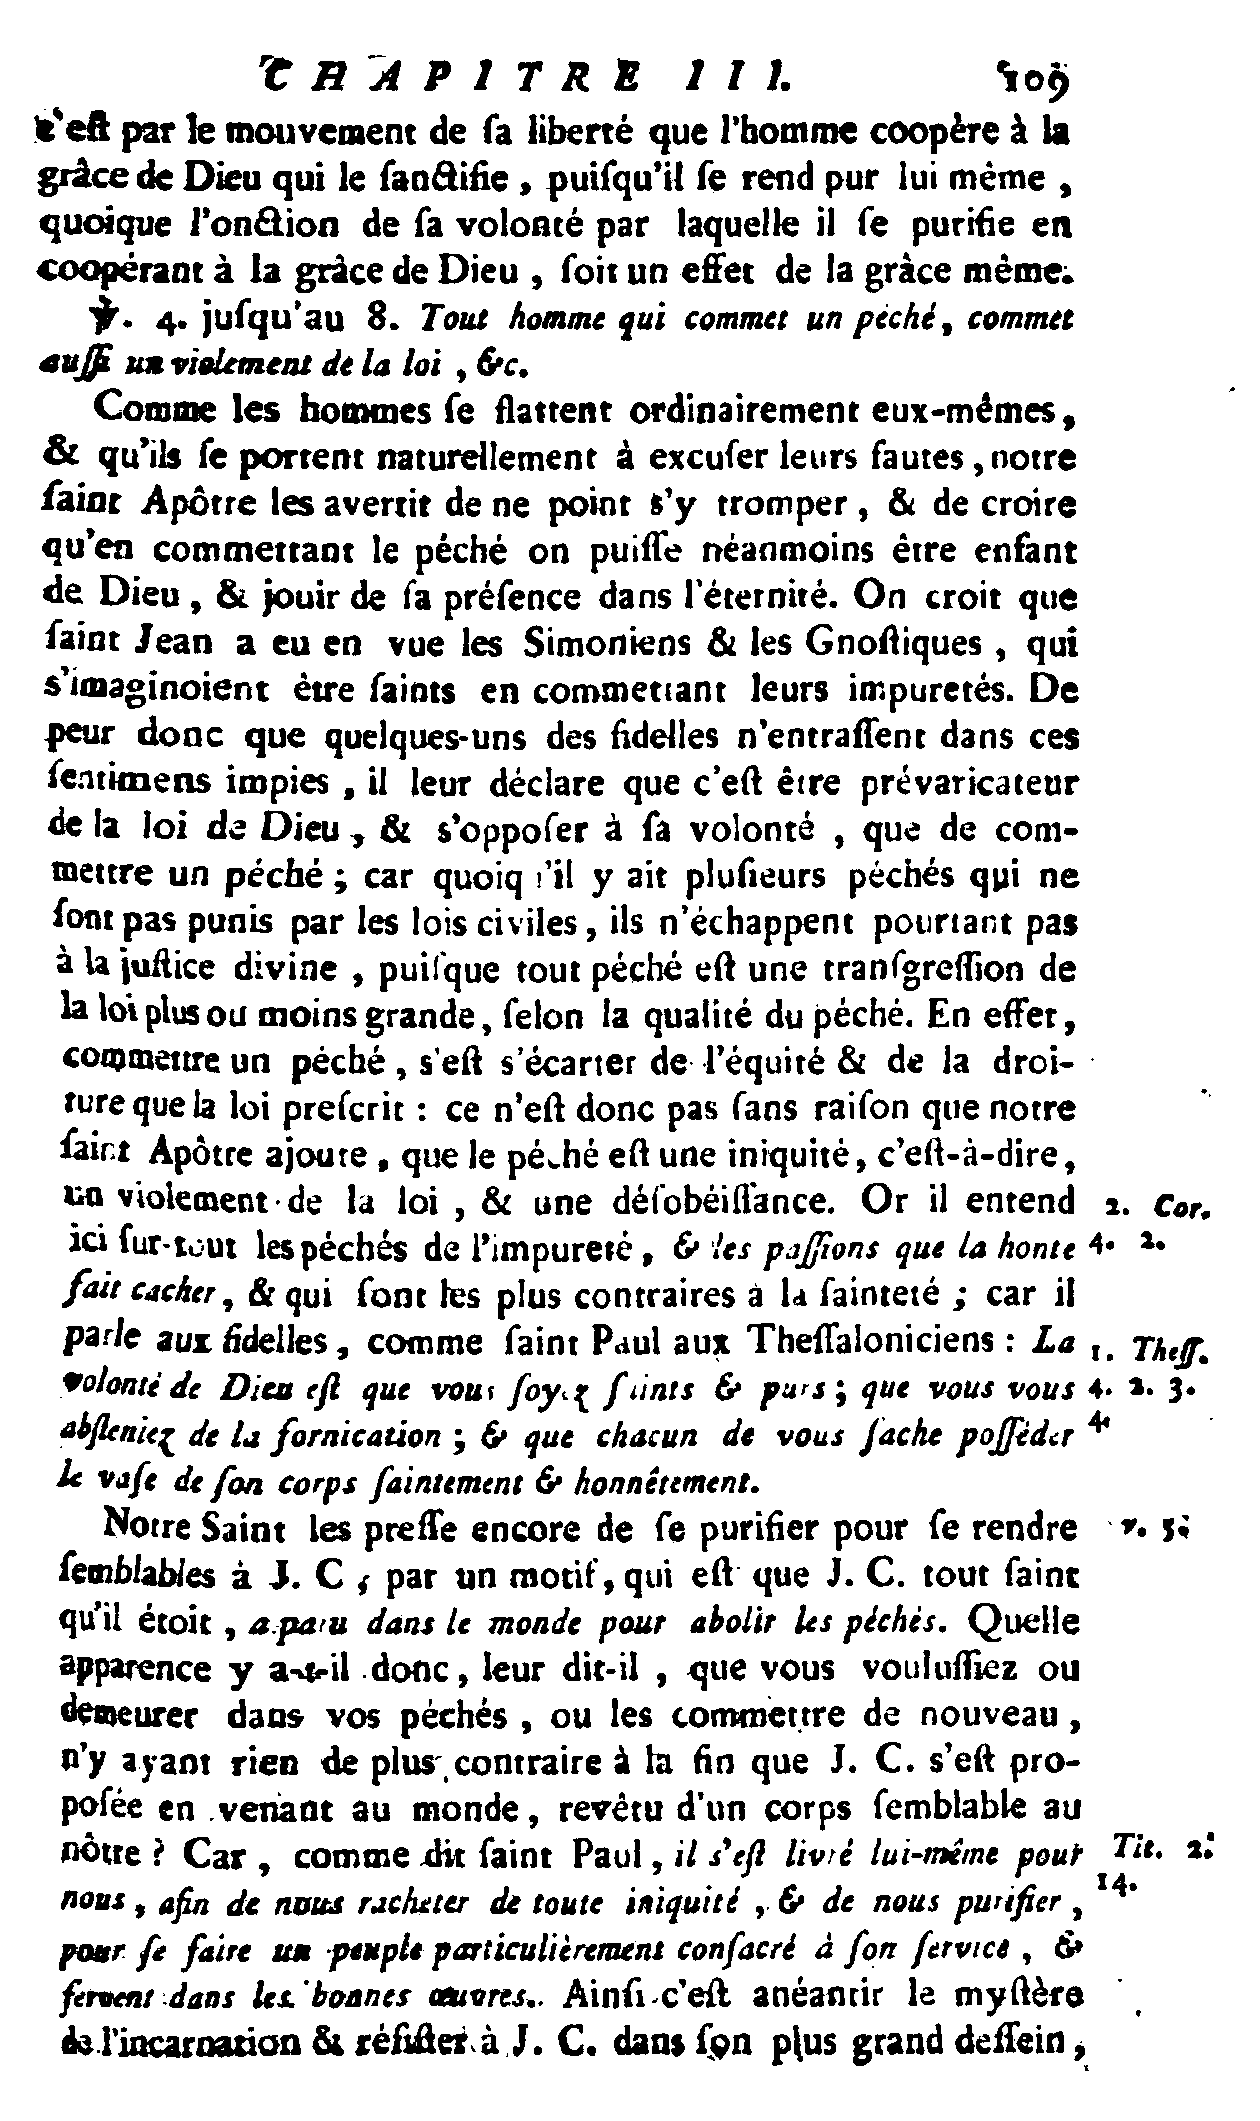 CHAPITRE III. 109
c'eſt par le mouvement de ſa liberté que l'homme coopère à la
grâce de Dieu qui le ſanctifie, puiſqu'il ſe rend pur lui même,
quoique l'onction de ſa volonté par laquelle il ſe purifie en
coopérant à la grâce de Dieu, ſoit un effet de la grâce même.
℣. 4. juſqu'au 8. Tout homme qui commet un péché, commet
auſſi un violement de la loi, &c.
Comme les hommes ſe flattent ordinairement eux-mêmes,
& qu'ils ſe portent naturellement à excuſer leurs fautes, notre
ſaint Apôtre les avertit de ne point s'y tromper, & de croire
qu'en commettant le péché on puiſſe néanmoins être enfant
de Dieu, & jouir de ſa préſence dans l'éternité. On croit que
ſaint Jean a eu en vue les Simoniens & les Gnoſtiques, qui
s'imaginoient être ſaints en commettant leurs impuretés. De
peur donc que quelques-uns des fidelles n'entraſſent dans ces
ſentimens impies, il leur déclare que c'eſt être prévaricateur
de la loi de Dieu, & s'oppoſer à ſa volonté, que de com-
mettre un péché; car quoiqu'il y ait pluſieurs péchés qui ne
ſont pas punis par les lois civiles, ils n'échappent pourtant pas
à la juſtice divine, puiſque tout péché eſt une tranſgreſſion de
la loi plus ou moins grande, ſelon la qualité du péché. En effet,
commettre un péché, s'eſt s'écarter de l'équité & de la droi-
ture que la loi preſcrit: ce n'eſt donc pas ſans raiſon que notre
ſaint Apôtre ajoute, que le péché eſt une iniquité, c'eſt-à-dire,
un violement de la loi, & une déſobéiſſance. Or il entend 2. Cor.
ici ſur-tout les péchés de l'impureté, & les paſſions que la honte 4. 2.
fait cacher, & qui ſont les plus contraires à la ſainteté; car il
parle aux fidelles, comme ſaint Paul aux Theſſaloniciens: La 1. Theſſ.
volonté de Dieu eſt que vous ſoyez ſaints & purs; que vous vous 4. 2. 3.
abſteniez de la fornication; & que chacun de vous ſache poſſéder 4.
le vaſe de ſon corps ſaintement & honnêtement.
Notre Saint les preſſe encore de ſe purifier pour ſe rendre v. 5.
ſemblables à J. C, par un motif, qui eſt que J. C. tout ſaint
qu'il étoit, a paru dans le monde pour abolir les péchés. Quelle
apparence y a-t-il donc, leur dit-il, que vous vouluſſiez ou
demeurer dans vos péchés, ou les commettre de nouveau,
n'y ayant rien de plus contraire à la fin que J. C. s'eſt pro-
poſée en venant au monde, revêtu d'un corps ſemblable au
nôtre? Car, comme dit ſaint Paul, il s'eſt livré lui-même pour Tit. 2.
nous, afin de nous racheter de toute iniquité, & de nous purifier, 14.
pour ſe faire un peuple particulièrement conſacré à ſon ſervice, &
fervent dans les bonnes œuvres. Ainſi c'eſt anéantir le myſtère
de l'incarnation & réſiſter à J. C. dans ſon plus grand deſſein,